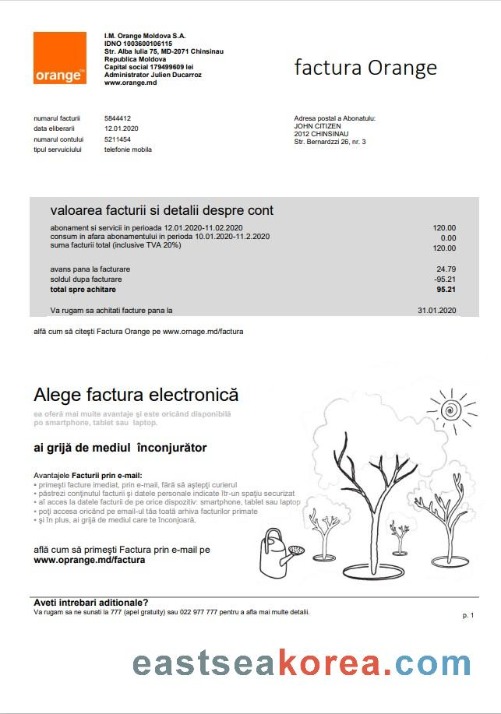 orange™
I.M. Orange Moldova S.A.
IDNO 1003600106115
Str. Alba Iulia 75, MD-2071 Chinsinau
Republica Moldova
Capital social 179499609 lei
Administrator Julien Ducarroz
www.orange.md
factura Orange
numarul facturii 5844412
data eliberarii 12.01.2020
numarul contului 5211454
tipul serviciului telefonie mobila
Adresa postal a Abonatului:
JOHN CITIZEN
2012 CHINSINAU
Str. Bernardzzi 26, nr. 3
valoarea facturii si detalii despre cont
abonament si servicii in perioada 12.01.2020-11.02.2020 120.00
consum in afara abonamentului in perioda 10.01.2020-11.2.2020 0.00
suma facturii total (inclusive TVA 20%) 120.00
avans pana la facturare 24.79
soldul dupa facturare -95.21
total spre achitare 95.21
Va rugam sa achitati facture pana la 31.01.2020
alfă cum să citeşti Factura Orange pe www.ornage.md/factura
Alege factura electronică
ea oferă mai multe avantaje şi este oricând disponibilă
pe smartphone, tablet sau laptop.
ai grijă de mediul înconjurător
Avantajele Facturii prin e-mail:
• primeşti facture imediat, prin e-mail, fără să aştepţi curierul
• păstrezi conţinutul facturii şi datele personale indicate într-un spaţiu securizat
• al acces la datele facturii de pe orice dispozitiv: smartphone, tablet sau laptop
• poţi accesa oricând pe email-ul tău toată arhiva facturilor primate
• şi în plus, ai grijă de mediul care te înconjoară.
află cum să primeşti Factura prin e-mail pe
www.oprange.md/factura
Aveti intrebari aditionale?
Va rugam sa ne sunati la 777 (apel gratuity) sau 022 977 777 pentru a afla mai multe detalii.
p. 1
eastseakorea.com